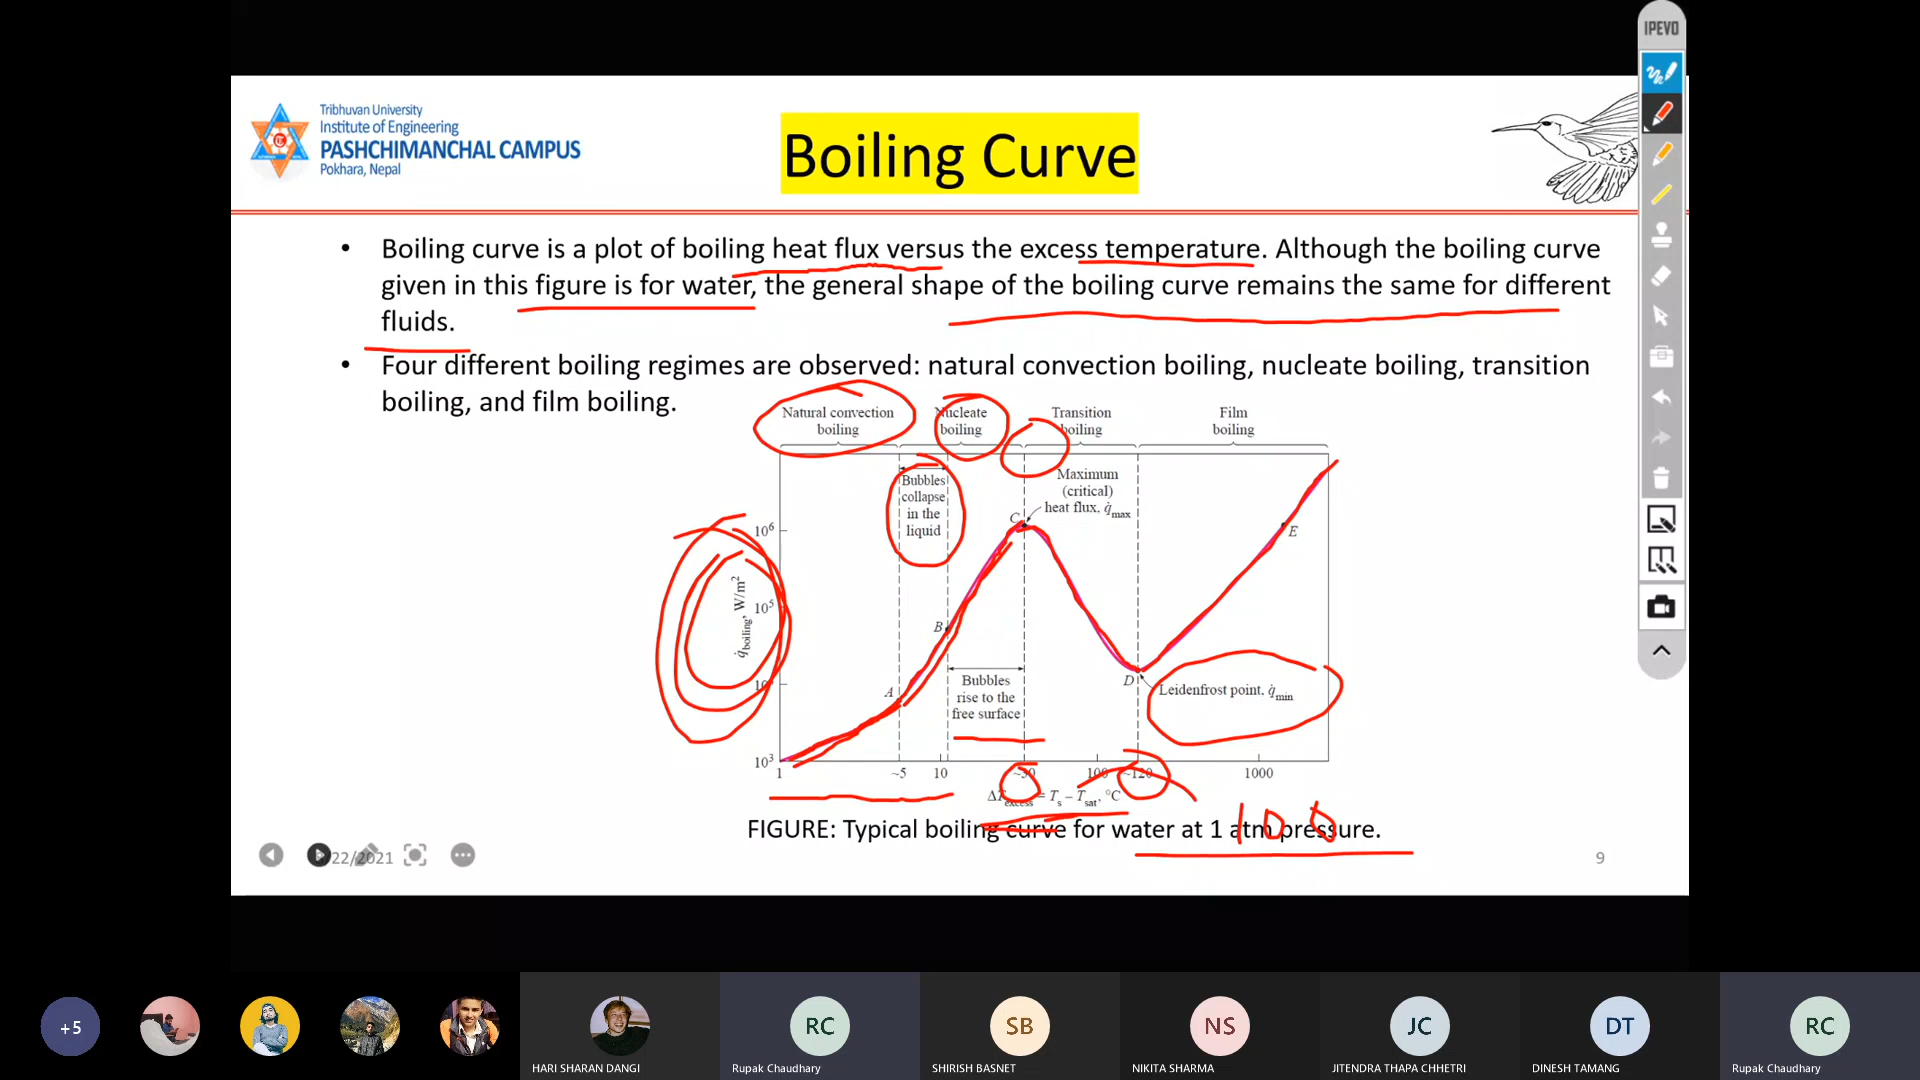 IPEVO
Tribhuvan University
Institute of Engineering
PASHCHIMANCHAL CAMPUS
Pokhara, Nepal
Boiling Curve
• Boiling curve is a plot of boiling heat flux versus the excess temperature. Although the boiling curve
given in this figure is for water, the general shape of the boiling curve remains the same for different
fluids.
• Four different boiling regimes are observed: natural convection boiling, nucleate boiling, transition
boiling, and film boiling.
Natural convection
boiling
Nucleate
boiling
Transition
boiling
Film
boiling
Bubbles
collapse
in the
liquid
Maximum
(critical)
heat flux, q̇max
C
E
10⁶
10⁵
q̇boiling, W/m²
B
A
Bubbles
rise to the
free surface
D
Leidenfrost point, q̇min
10³
1
~5
10
~30
100
~120
1000
ΔTexcess = Ts – Tsat, °C
100
FIGURE: Typical boiling curve for water at 1 atm pressure.
22/2021
9
+5
RC
SB
NS
JC
DT
RC
HARI SHARAN DANGI
Rupak Chaudhary
SHIRISH BASNET
NIKITA SHARMA
JITENDRA THAPA CHHETRI
DINESH TAMANG
Rupak Chaudhary